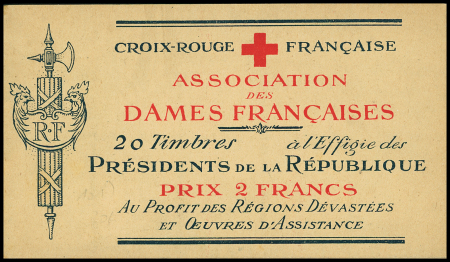 CROIX-ROUGE FRANÇAISE
ASSOCIATION
DES
DAMES FRANÇAISES
20 Timbres à l'Effigie des
PRÉSIDENTS DE LA RÉPUBLIQUE
PRIX 2 FRANCS
AU PROFIT DES RÉGIONS DÉVASTÉES
ET ŒUVRES D'ASSISTANCE
R·F